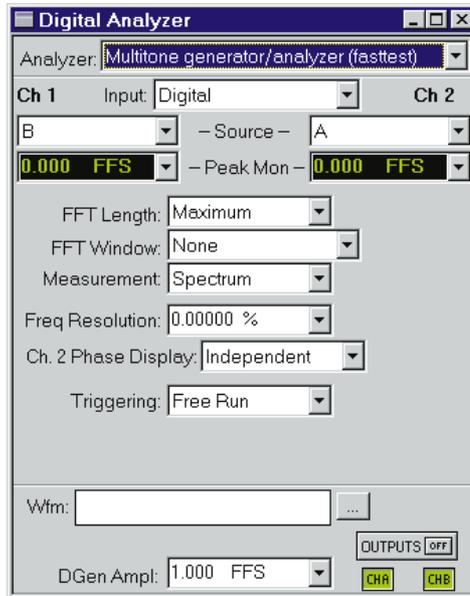 Digital Analyzer
Analyzer: Multitone generator/analyzer (fasttest)
Ch 1 Input: Digital Ch 2
B – Source – A
0.000 FFS – Peak Mon – 0.000 FFS
FFT Length: Maximum
FFT Window: None
Measurement: Spectrum
Freq Resolution: 0.00000 %
Ch. 2 Phase Display: Independent
Triggering: Free Run
Wfm: ...
OUTPUTS OFF
DGen Ampl: 1.000 FFS CHA CHB